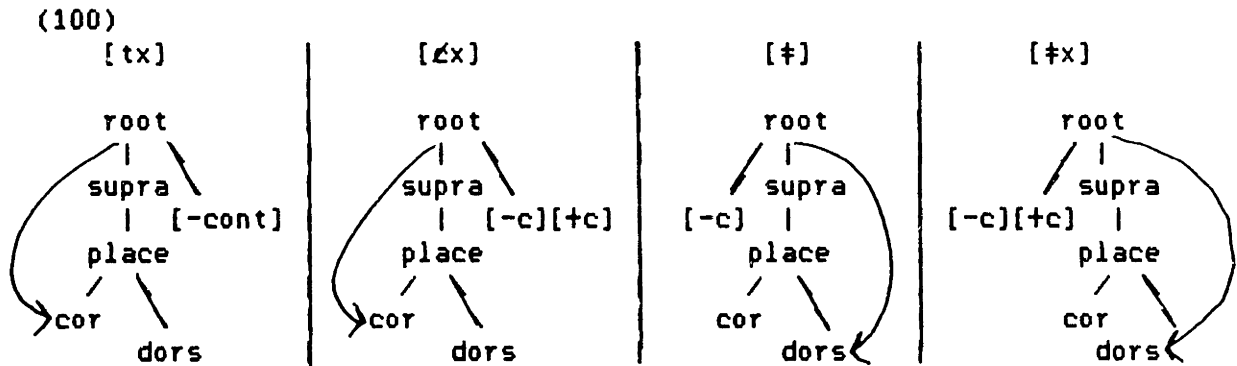 (100)
[tx] [¢x] [ǂ] [ǂx]
root root root root
supra supra supra supra
[-cont] [-c][+c] [-c] [-c][+c]
place place place place
cor cor cor cor
dors dors dors dors